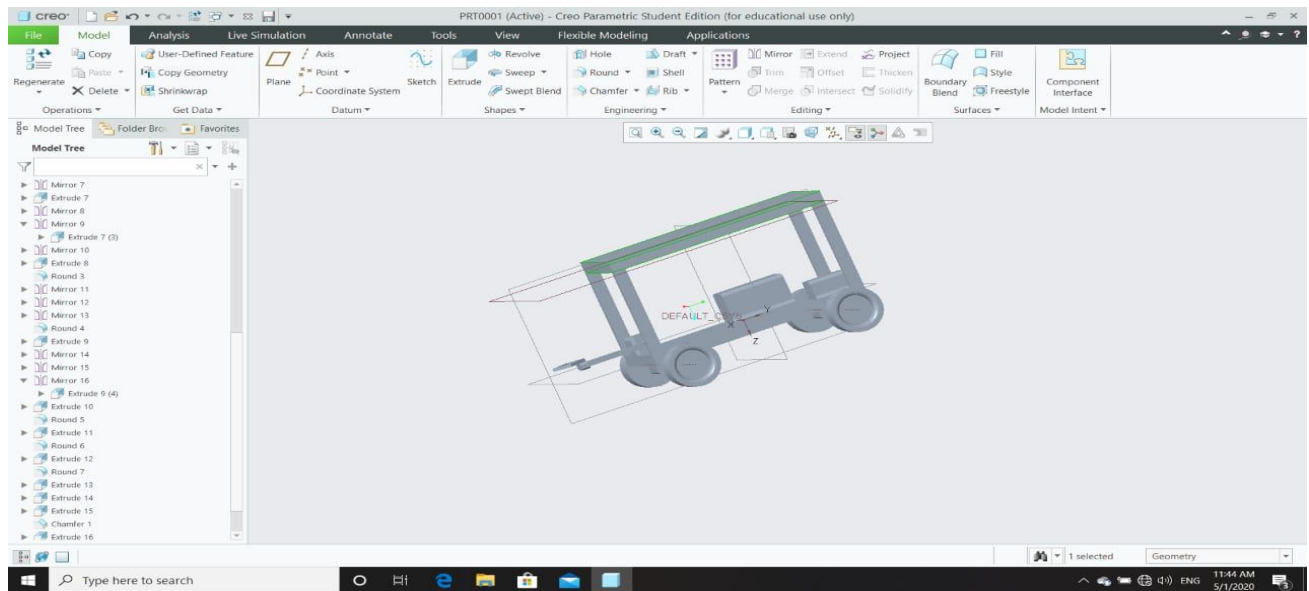 creo
PRT0001 (Active) - Creo Parametric Student Edition (for educational use only)
File Model Analysis Live Simulation Annotate Tools View Flexible Modeling Applications
Regenerate
Copy
Paste
Delete
Operations
User-Defined Feature
Copy Geometry
Shrinkwrap
Get Data
Plane
Axis
Point
Coordinate System
Sketch
Datum
Extrude
Revolve
Sweep
Swept Blend
Shapes
Hole
Draft
Round
Shell
Chamfer
Rib
Engineering
Pattern
Mirror
Extend
Project
Trim
Offset
Thicken
Merge
Intersect
Solidify
Editing
Boundary Blend
Fill
Style
Freestyle
Surfaces
Component Interface
Model Intent
Model Tree
Folder Bro
Favorites
Model Tree
Mirror 7
Extrude 7
Mirror 8
Mirror 9
Extrude 7 (3)
Mirror 10
Extrude 8
Round 3
Mirror 11
Mirror 12
Mirror 13
Round 4
Extrude 9
Mirror 14
Mirror 15
Mirror 16
Extrude 9 (4)
Extrude 10
Round 5
Extrude 11
Round 6
Extrude 12
Round 7
Extrude 13
Extrude 14
Extrude 15
Chamfer 1
Extrude 16
X
Y
Z
1 selected
Geometry
Type here to search
ENG
11:44 AM
5/1/2020
3